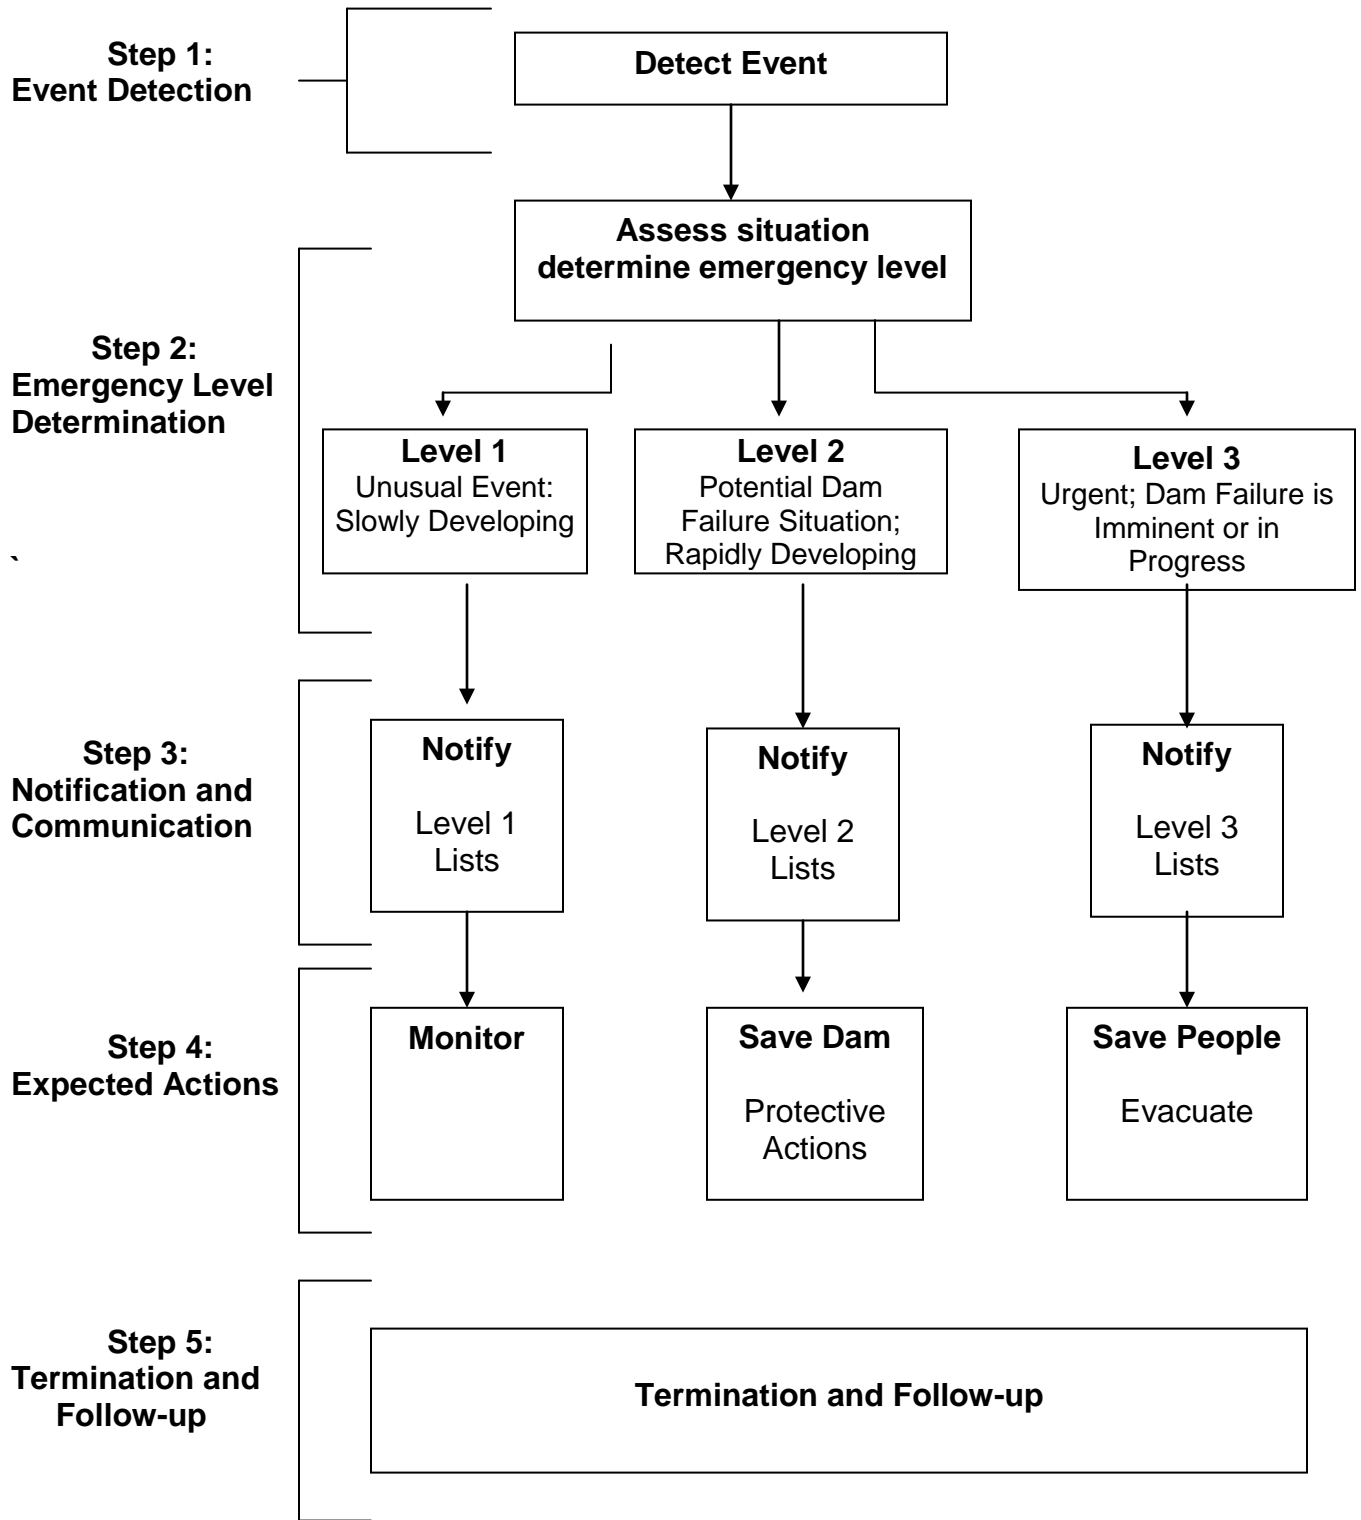 Step 1:
Event Detection
Detect Event
Assess situation
determine emergency level
Step 2:
Emergency Level
Determination
Level 1
Unusual Event:
Slowly Developing
Level 2
Potential Dam
Failure Situation;
Rapidly Developing
Level 3
Urgent; Dam Failure is
Imminent or in
Progress
`
Step 3:
Notification and
Communication
Notify
Level 1
Lists
Notify
Level 2
Lists
Notify
Level 3
Lists
Step 4:
Expected Actions
Monitor
Save Dam
Protective
Actions
Save People
Evacuate
Step 5:
Termination and
Follow-up
Termination and Follow-up